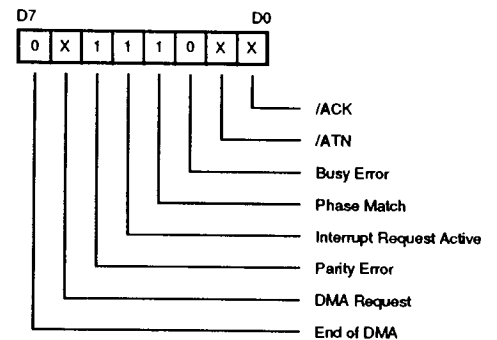 D7 D0
0 X 1 1 1 0 X X
/ACK
/ATN
Busy Error
Phase Match
Interrupt Request Active
Parity Error
DMA Request
End of DMA